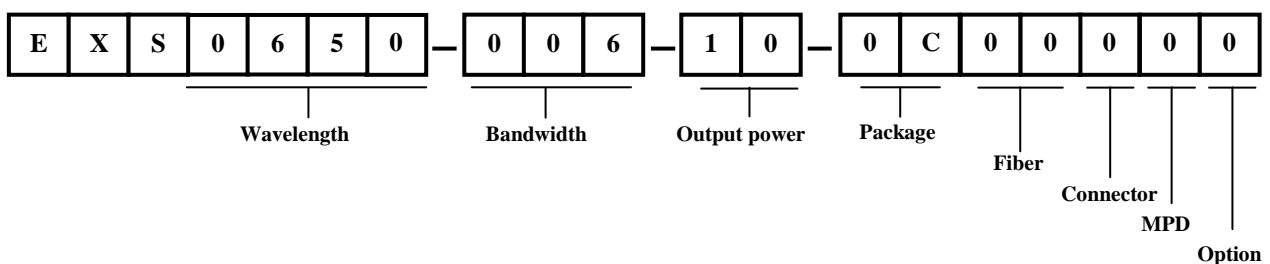 E X S 0 6 5 0 – 0 0 6 – 1 0 – 0 C 0 0 0 0 0
Wavelength Bandwidth Output power Package
Fiber
Connector
MPD
Option